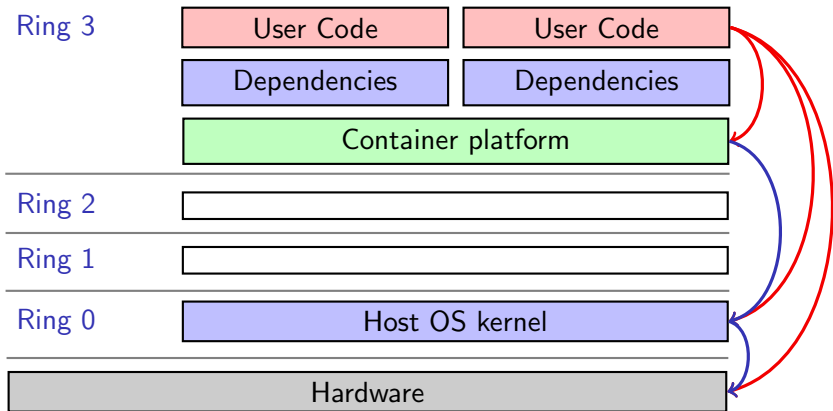 Ring 3
User Code
User Code
Dependencies
Dependencies
Container platform
Ring 2
Ring 1
Ring 0
Host OS kernel
Hardware